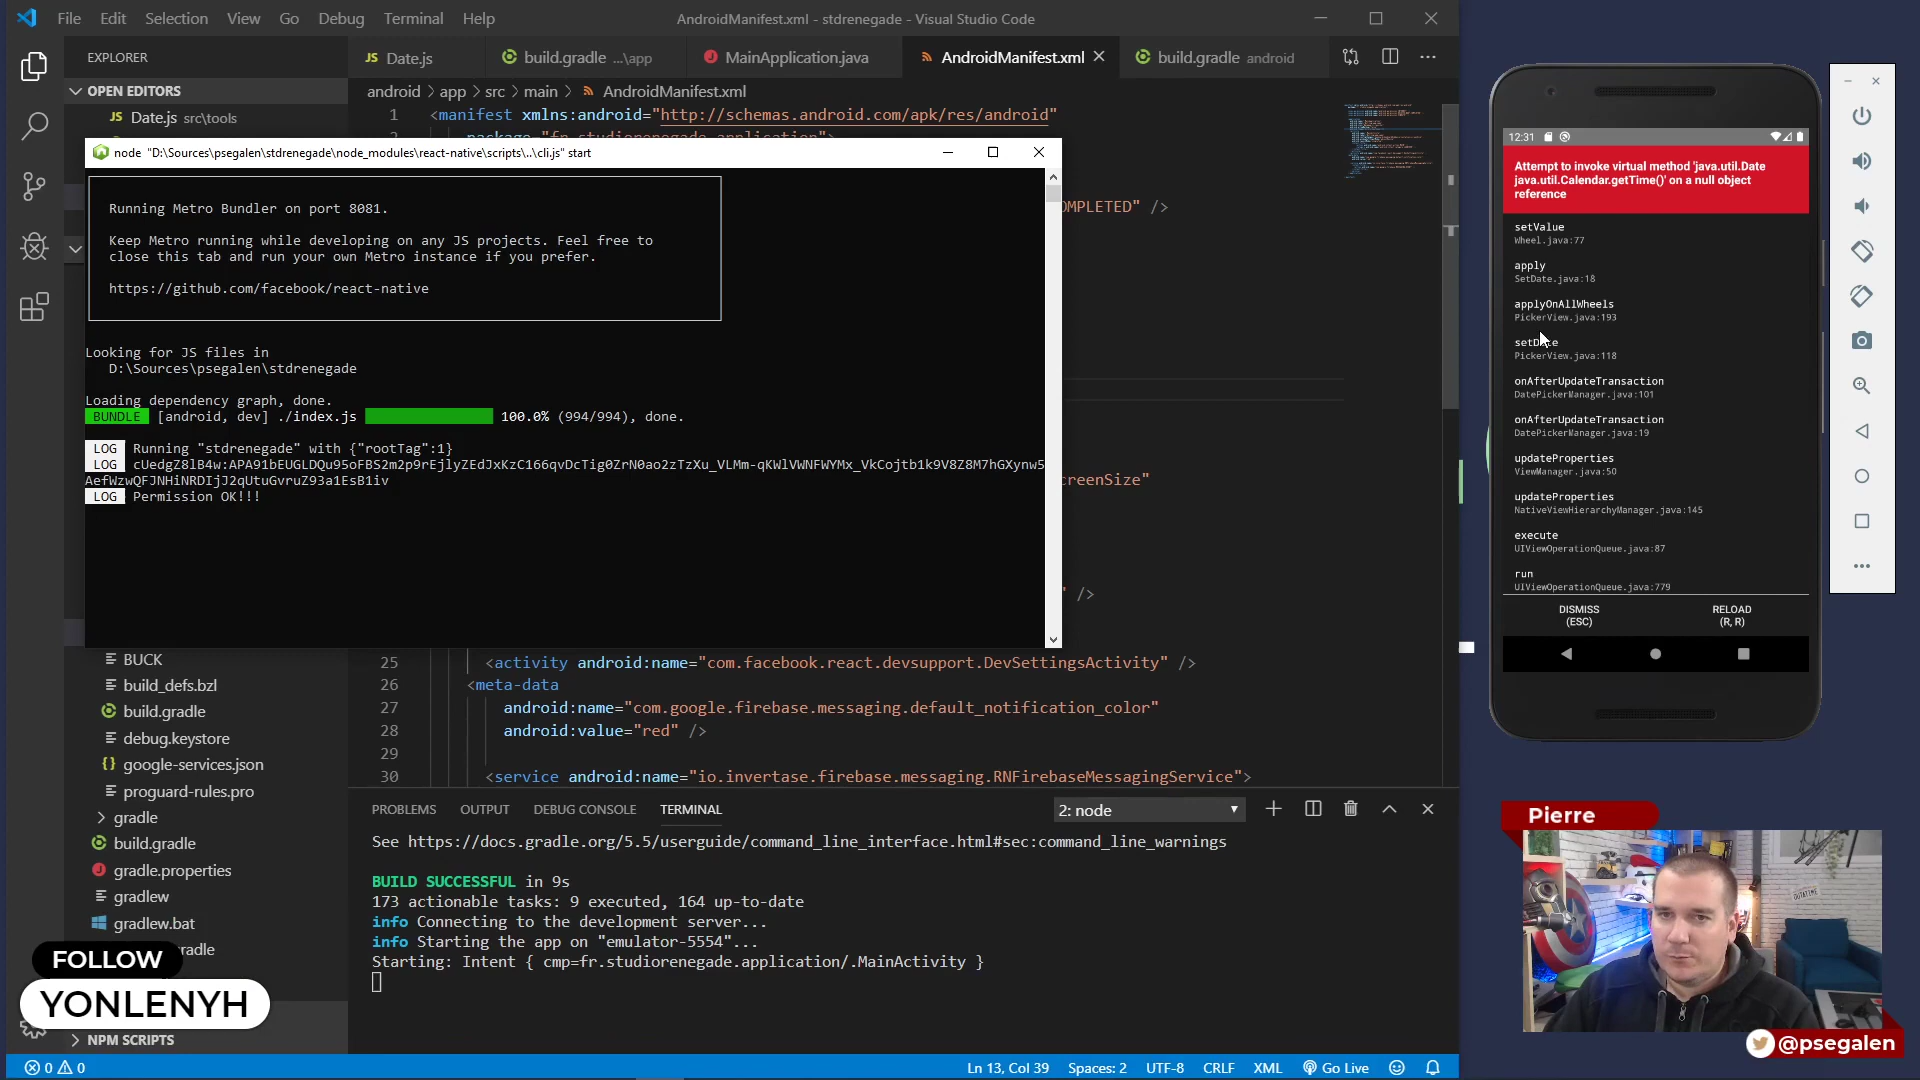 File Edit Selection View Go Debug Terminal Help
AndroidManifest.xml - stdrenegade - Visual Studio Code
EXPLORER
OPEN EDITORS
JS Date.js src\tools
JS Date.js
build.gradle ...\app
MainApplication.java
AndroidManifest.xml
build.gradle android
android > app > src > main > AndroidManifest.xml
1 <manifest xmlns:android="http://schemas.android.com/apk/res/android"
2 package="fr.studiorenegade.application">
node "D:\Sources\psegalen\stdrenegade\node_modules\react-native\scripts\..\cli.js" start
Running Metro Bundler on port 8081.
Keep Metro running while developing on any JS projects. Feel free to
close this tab and run your own Metro instance if you prefer.
https://github.com/facebook/react-native
Looking for JS files in
D:\Sources\psegalen\stdrenegade
Loading dependency graph, done.
BUNDLE [android, dev] ./index.js 100.0% (994/994), done.
LOG Running "stdrenegade" with {"rootTag":1}
LOG cUedgZ8lB4w:APA91bEUGLDQu95oFBS2m2p9rEjlyZEdJxKzC166qvDcTig0ZrN0ao2zTzXu_VLMm-qKWlVWNFWYMx_VkCojtb1k9V8Z8M7hGXynw5
AefWzwQFJNHiNRDIjJ2qUtuGvruZ93a1EsB1iv
LOG Permission OK!!!
OMPLETED" />
creenSize"
" />
25 <activity android:name="com.facebook.react.devsupport.DevSettingsActivity" />
26 <meta-data
27 android:name="com.google.firebase.messaging.default_notification_color"
28 android:value="red" />
29
30 <service android:name="io.invertase.firebase.messaging.RNFirebaseMessagingService">
BUCK
build_defs.bzl
build.gradle
debug.keystore
{} google-services.json
proguard-rules.pro
gradle
build.gradle
gradle.properties
gradlew
gradlew.bat
radle
NPM SCRIPTS
PROBLEMS OUTPUT DEBUG CONSOLE TERMINAL
2: node
See https://docs.gradle.org/5.5/userguide/command_line_interface.html#sec:command_line_warnings
BUILD SUCCESSFUL in 9s
173 actionable tasks: 9 executed, 164 up-to-date
info Connecting to the development server...
info Starting the app on "emulator-5554"...
Starting: Intent { cmp=fr.studiorenegade.application/.MainActivity }
FOLLOW
YONLENYH
0 0
Ln 13, Col 39 Spaces: 2 UTF-8 CRLF XML Go Live
12:31
Attempt to invoke virtual method 'java.util.Date
java.util.Calendar.getTime()' on a null object
reference
setValue
Wheel.java:77
apply
SetDate.java:18
applyOnAllWheels
PickerView.java:193
setDate
PickerView.java:118
onAfterUpdateTransaction
DatePickerManager.java:101
onAfterUpdateTransaction
DatePickerManager.java:19
updateProperties
ViewManager.java:50
updateProperties
NativeViewHierarchyManager.java:145
execute
UIViewOperationQueue.java:87
run
UIViewOperationQueue.java:779
DISMISS
(ESC)
RELOAD
(R, R)
Pierre
OUTATIME
@psegalen